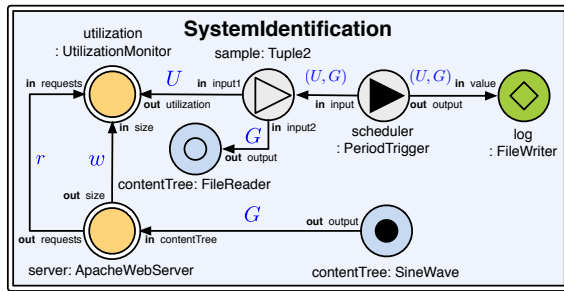 SystemIdentification
utilization
: UtilizationMonitor
sample: Tuple2
in requests
U
in input1
(U, G)
(U, G)
in value
out utilization
in input
out output
in size
in input2
G
scheduler
: PeriodTrigger
log
: FileWriter
out output
r
w
contentTree: FileReader
out size
G
out output
out requests
in contentTree
server: ApacheWebServer
contentTree: SineWave